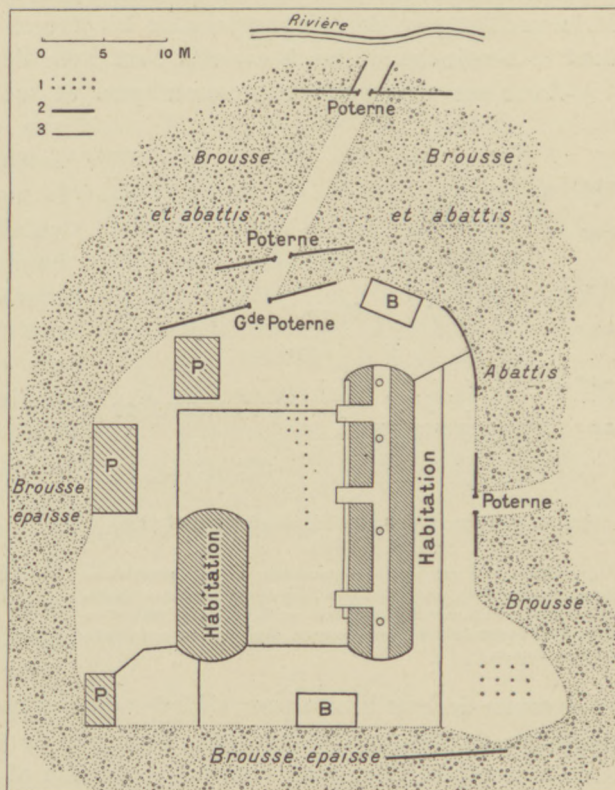 Rivière
0 5 10 M.
1
2
3
Poterne
Brousse
Brousse
et abattis
et abattis
Poterne
Gde Poterne
B
P
Abattis
P
Habitation
Poterne
Brousse
épaisse
Habitation
Brousse
P
B
Brousse épaisse